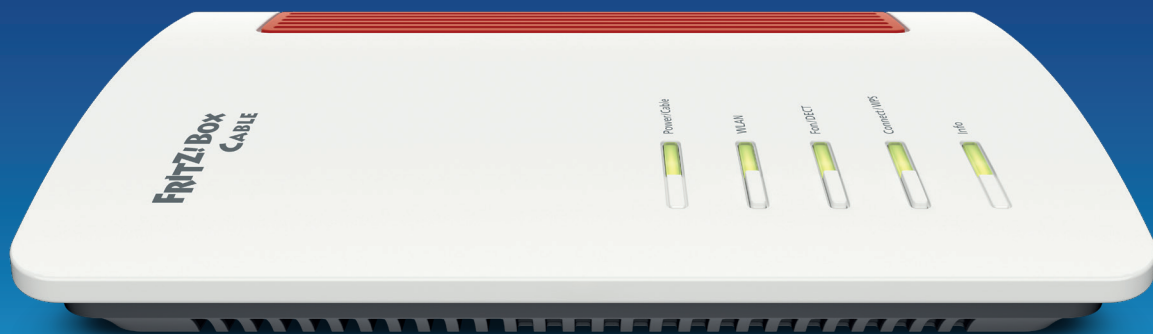 FRITZ!BOX
CABLE
Power/Cable
WLAN
Fon/DECT
Connect/WPS
Info